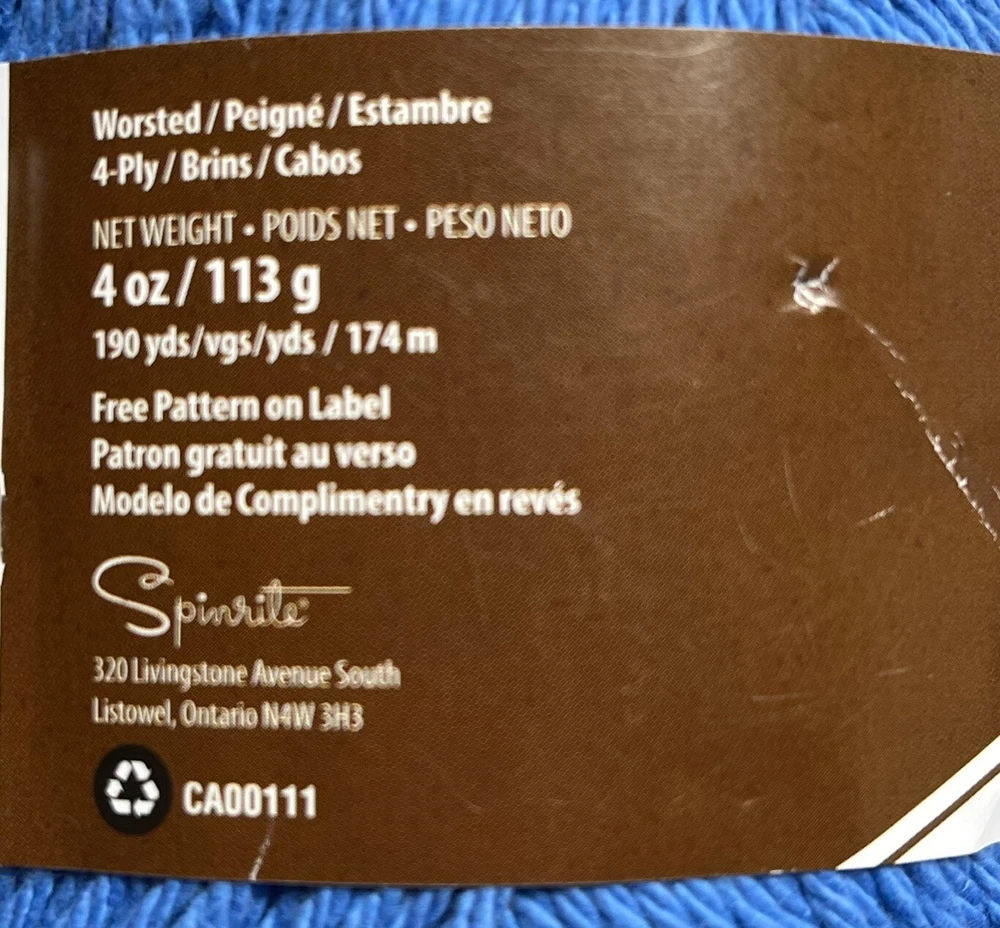 Worsted / Peigné / Estambre
4-Ply / Brins / Cabos
NET WEIGHT • POIDS NET • PESO NETO
4 oz / 113 g
190 yds/vgs/yds / 174 m
Free Pattern on Label
Patron gratuit au verso
Modelo de Complimentry en revés
Spinrite
320 Livingstone Avenue South
Listowel, Ontario N4W 3H3
CA00111